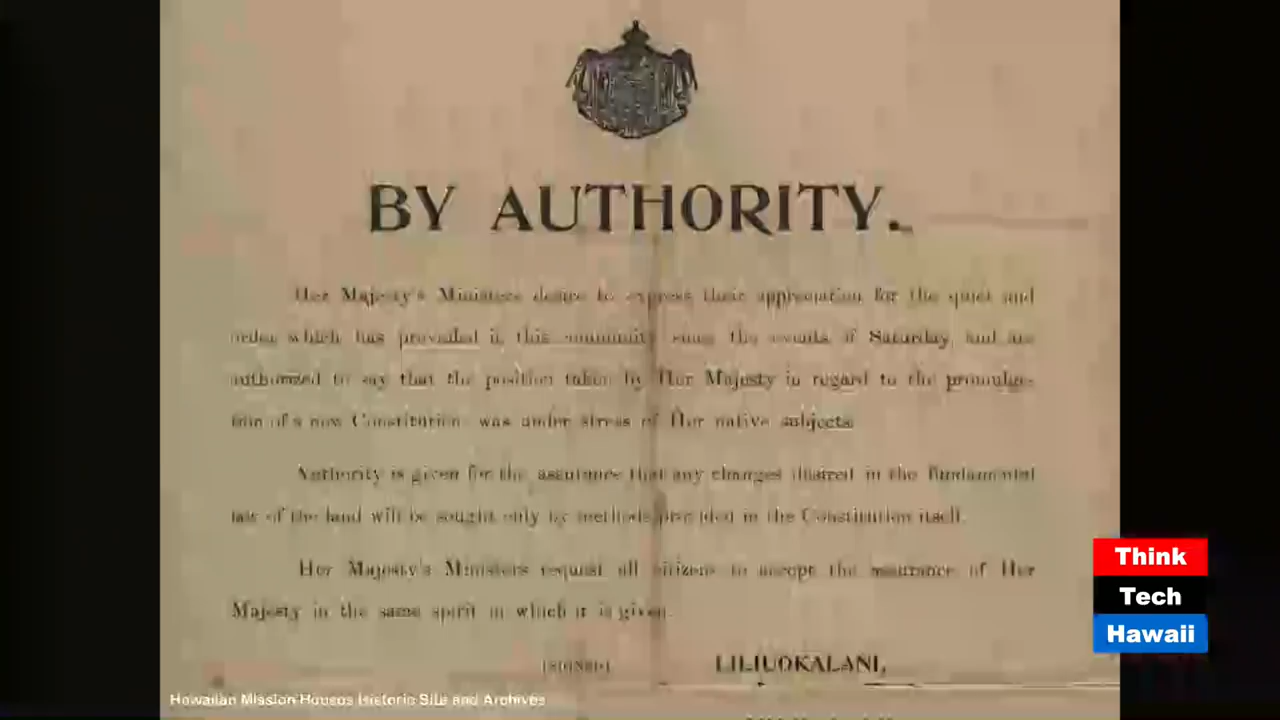 BY AUTHORITY.
Her Majesty's Ministers desire to express their appreciation for the quiet and
order which has prevailed in this community since the events of Saturday, and are
authorized to say that the position taken by Her Majesty in regard to the promulga-
tion of a new Constitution, was under stress of Her native subjects.
Authority is given for the assurance that any changes desired in the fundamental
law of the land will be sought only by methods provided in the Constitution itself.
Her Majesty's Ministers request all citizens to accept the assurance of Her
Majesty in the same spirit in which it is given.
(SIGNED) LILIUOKALANI,
Think
Tech
Hawaii
Hawaiian Mission Houses Historic Site and Archives